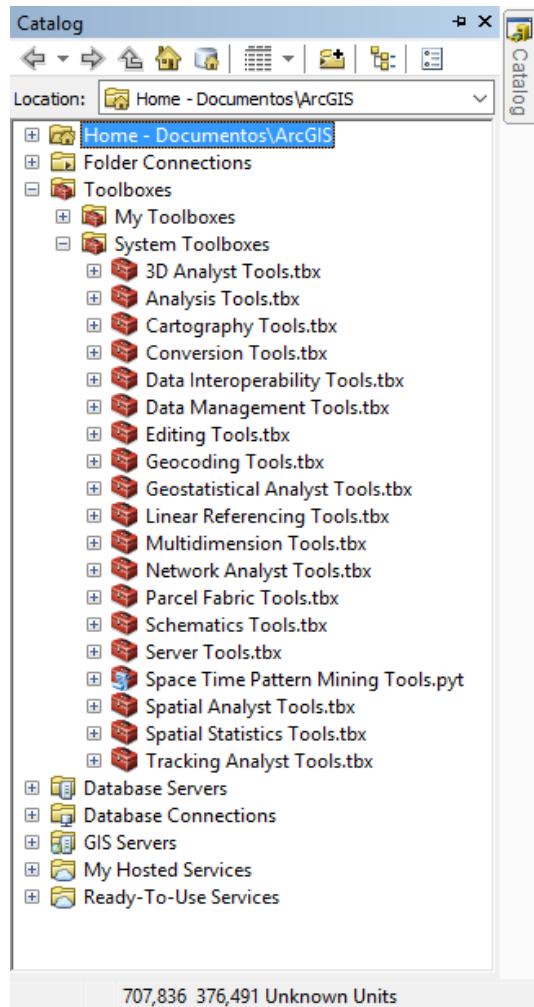 Catalog
Location: Home - Documentos\ArcGIS
Catalog
Home - Documentos\ArcGIS
Folder Connections
Toolboxes
My Toolboxes
System Toolboxes
3D Analyst Tools.tbx
Analysis Tools.tbx
Cartography Tools.tbx
Conversion Tools.tbx
Data Interoperability Tools.tbx
Data Management Tools.tbx
Editing Tools.tbx
Geocoding Tools.tbx
Geostatistical Analyst Tools.tbx
Linear Referencing Tools.tbx
Multidimension Tools.tbx
Network Analyst Tools.tbx
Parcel Fabric Tools.tbx
Schematics Tools.tbx
Server Tools.tbx
Space Time Pattern Mining Tools.pyt
Spatial Analyst Tools.tbx
Spatial Statistics Tools.tbx
Tracking Analyst Tools.tbx
Database Servers
Database Connections
GIS Servers
My Hosted Services
Ready-To-Use Services
707,836 376,491 Unknown Units